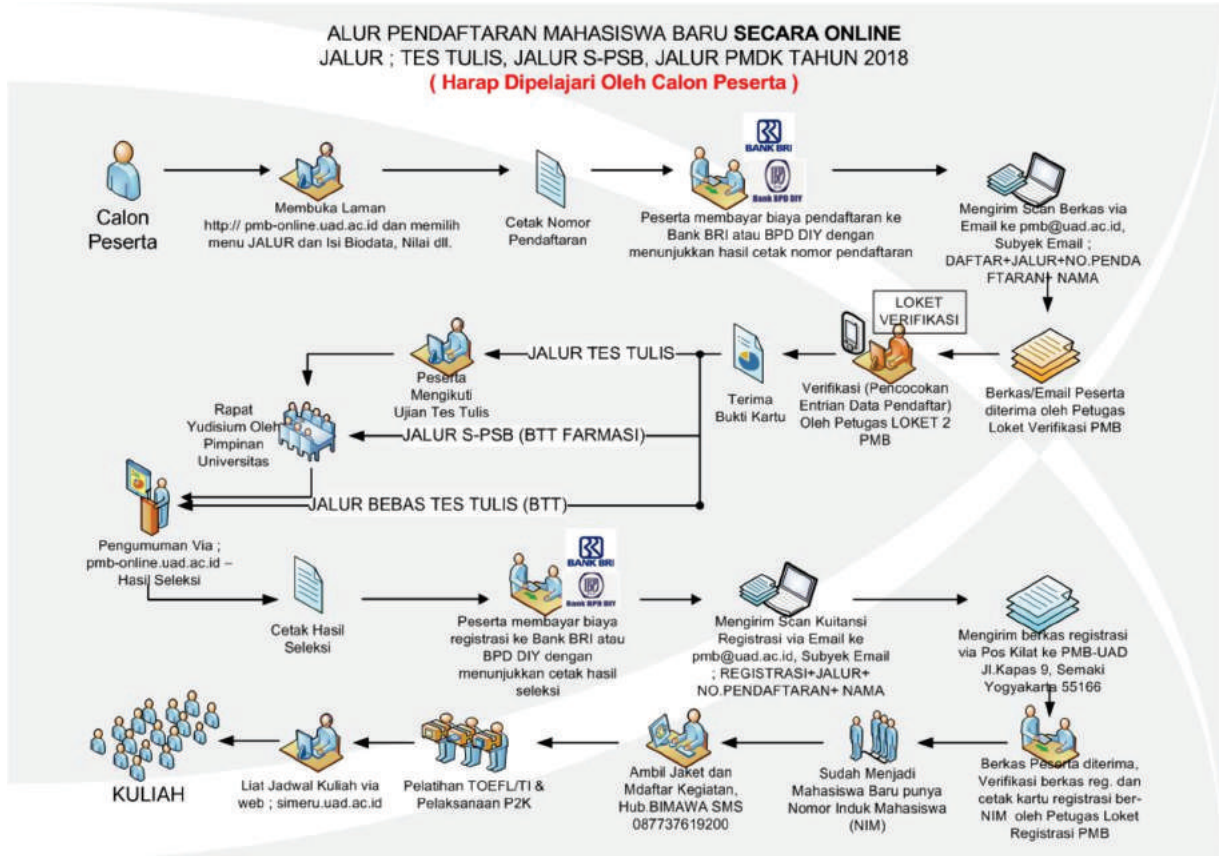 ALUR PENDAFTARAN MAHASISWA BARU SECARA ONLINE
JALUR ; TES TULIS, JALUR S-PSB, JALUR PMDK TAHUN 2018
( Harap Dipelajari Oleh Calon Peserta )
Calon
Peserta
Membuka Laman
http:// pmb-online.uad.ac.id dan memilih
menu JALUR dan Isi Biodata, Nilai dll.
Cetak Nomor
Pendaftaran
BANK BRI
Bank BPD DIY
Peserta membayar biaya pendaftaran ke
Bank BRI atau BPD DIY dengan
menunjukkan hasil cetak nomor pendaftaran
Mengirim Scan Berkas via
Email ke pmb@uad.ac.id,
Subyek Email ;
DAFTAR+JALUR+NO.PENDA
FTARAN+ NAMA
Berkas/Email Peserta
diterima oleh Petugas
Loket Verifikasi PMB
LOKET
VERIFIKASI
Verifikasi (Pencocokan
Entrian Data Pendaftar)
Oleh Petugas LOKET 2
PMB
Terima
Bukti Kartu
JALUR TES TULIS
Peserta
Mengikuti
Ujian Tes Tulis
JALUR S-PSB (BTT FARMASI)
Rapat
Yudisium Oleh
Pimpinan
Universitas
JALUR BEBAS TES TULIS (BTT)
Pengumuman Via ;
pmb-online.uad.ac.id –
Hasil Seleksi
Cetak Hasil
Seleksi
BANK BRI
Bank BPD DIY
Peserta membayar biaya
registrasi ke Bank BRI atau
BPD DIY dengan
menunjukkan cetak hasil
seleksi
Mengirim Scan Kuitansi
Registrasi via Email ke
pmb@uad.ac.id, Subyek Email
; REGISTRASI+JALUR+
NO.PENDAFTARAN+ NAMA
Mengirim berkas registrasi
via Pos Kilat ke PMB-UAD
Jl.Kapas 9, Semaki
Yogyakarta 55166
Berkas Peserta diterima,
Verifikasi berkas reg. dan
cetak kartu registrasi ber-
NIM oleh Petugas Loket
Registrasi PMB
Sudah Menjadi
Mahasiswa Baru punya
Nomor Induk Mahasiswa
(NIM)
Ambil Jaket dan
Mdaftar Kegiatan,
Hub.BIMAWA SMS
087737619200
Pelatihan TOEFL/TI &
Pelaksanaan P2K
Liat Jadwal Kuliah via
web ; simeru.uad.ac.id
KULIAH